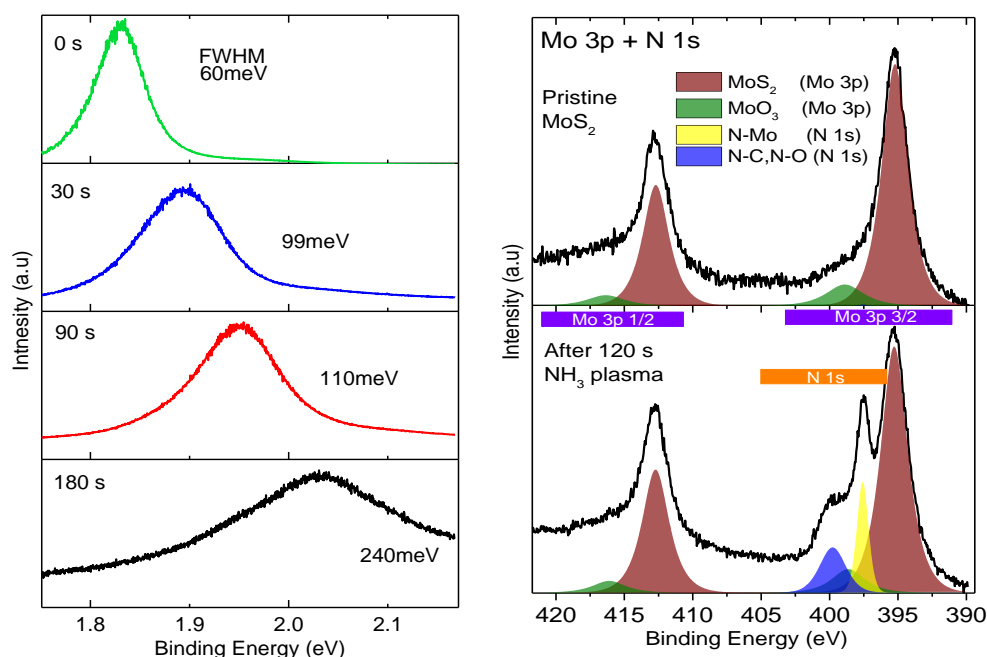 0 s
FWHM
60meV
30 s
99meV
90 s
110meV
180 s
240meV
Intnesity (a.u)
1.8 1.9 2.0 2.1
Binding Energy (eV)
Mo 3p + N 1s
Pristine
MoS₂
MoS₂ (Mo 3p)
MoO₃ (Mo 3p)
N-Mo (N 1s)
N-C,N-O (N 1s)
Mo 3p 1/2
Mo 3p 3/2
After 120 s
NH₃ plasma
N 1s
Intensity (a.u)
420 415 410 405 400 395 390
Binding Energy (eV)